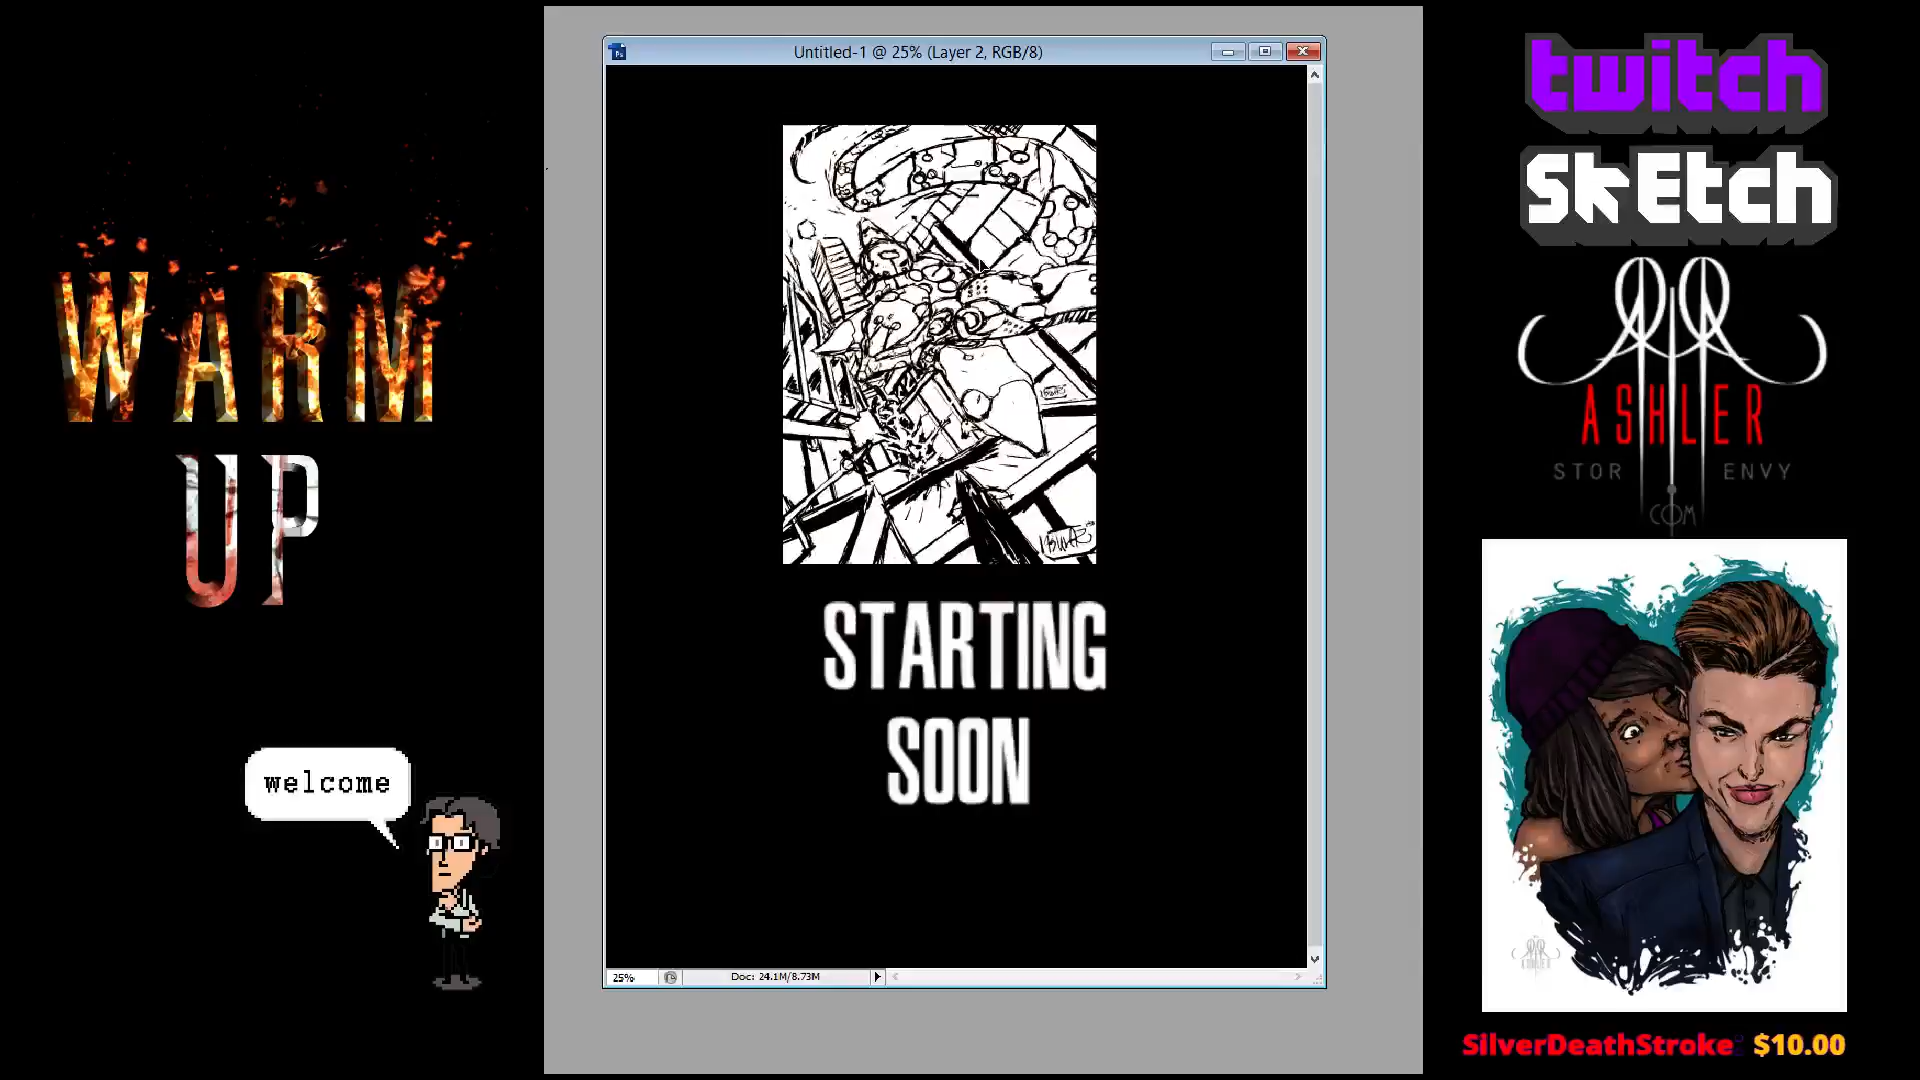 WARM
UP
welcome
Untitled-1 @ 25% (Layer 2, RGB/8)
STARTING
SOON
25%
Doc: 24.1M/8.73M
twitch
SkEtch
ASHLER
STOR ENVY
COM
ASHLER
SilverDeathStroke: $10.00